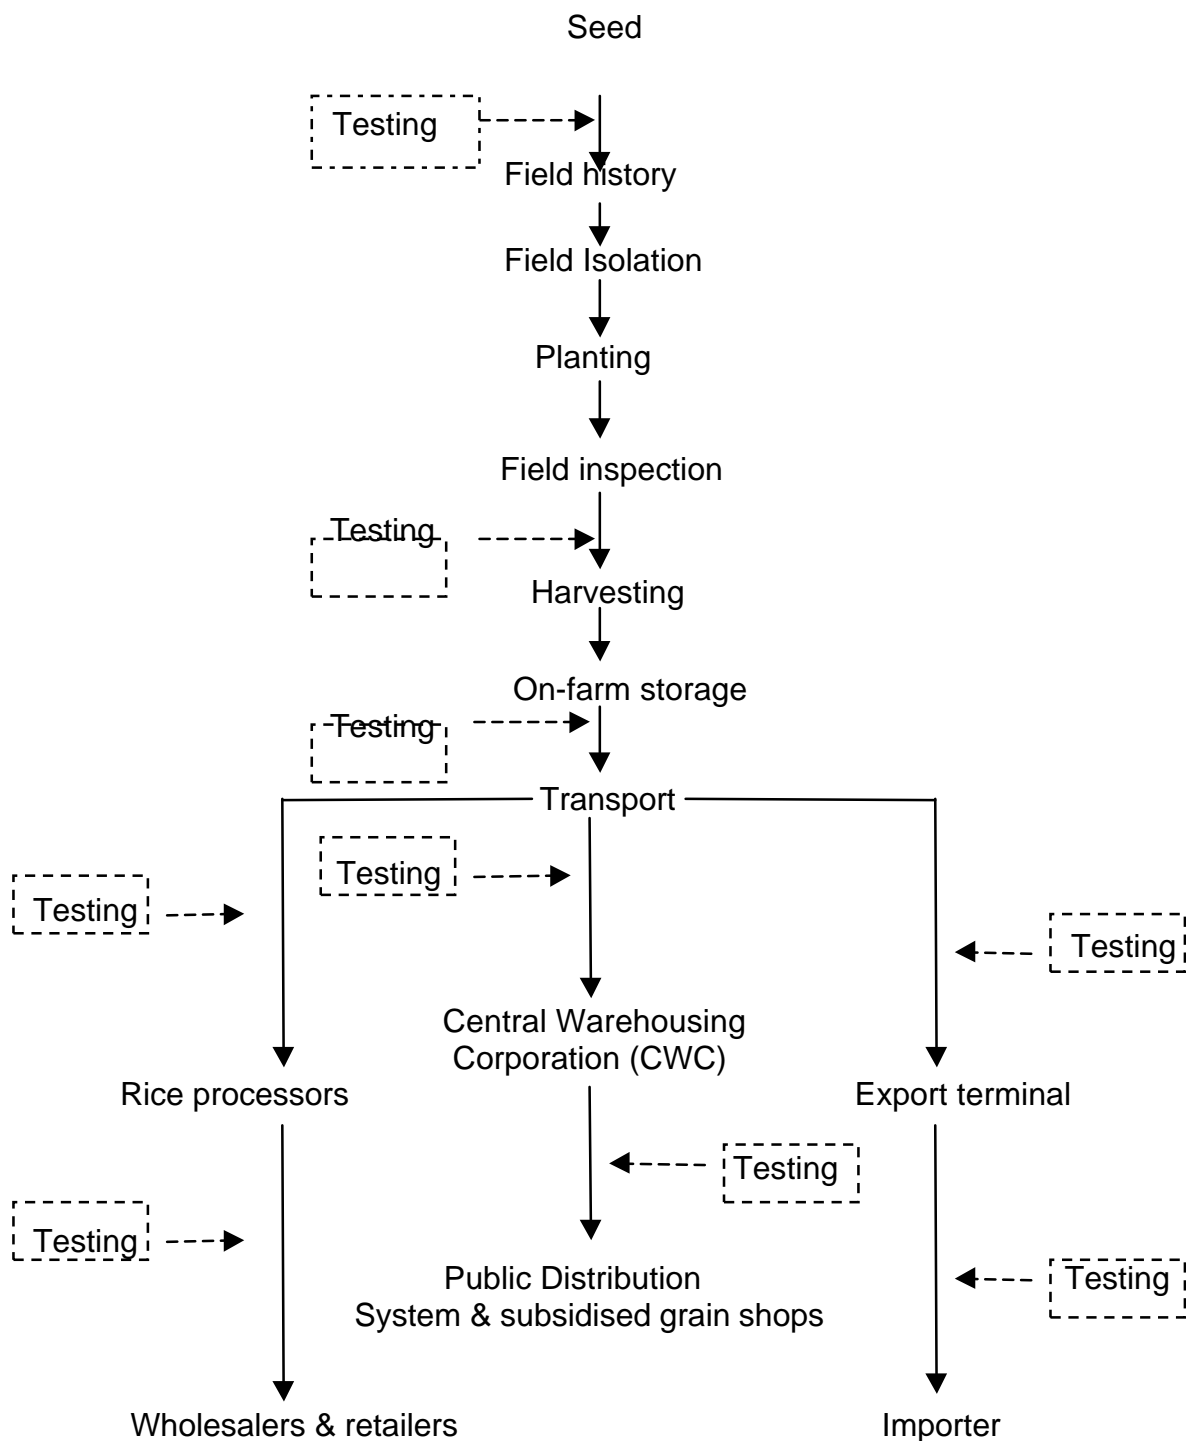 Seed
Testing
Field history
Field Isolation
Planting
Field inspection
Testing
Harvesting
On-farm storage
Testing
Transport
Testing
Testing
Testing
Central Warehousing
Corporation (CWC)
Rice processors
Export terminal
Testing
Testing
Public Distribution
System & subsidised grain shops
Testing
Wholesalers & retailers
Importer